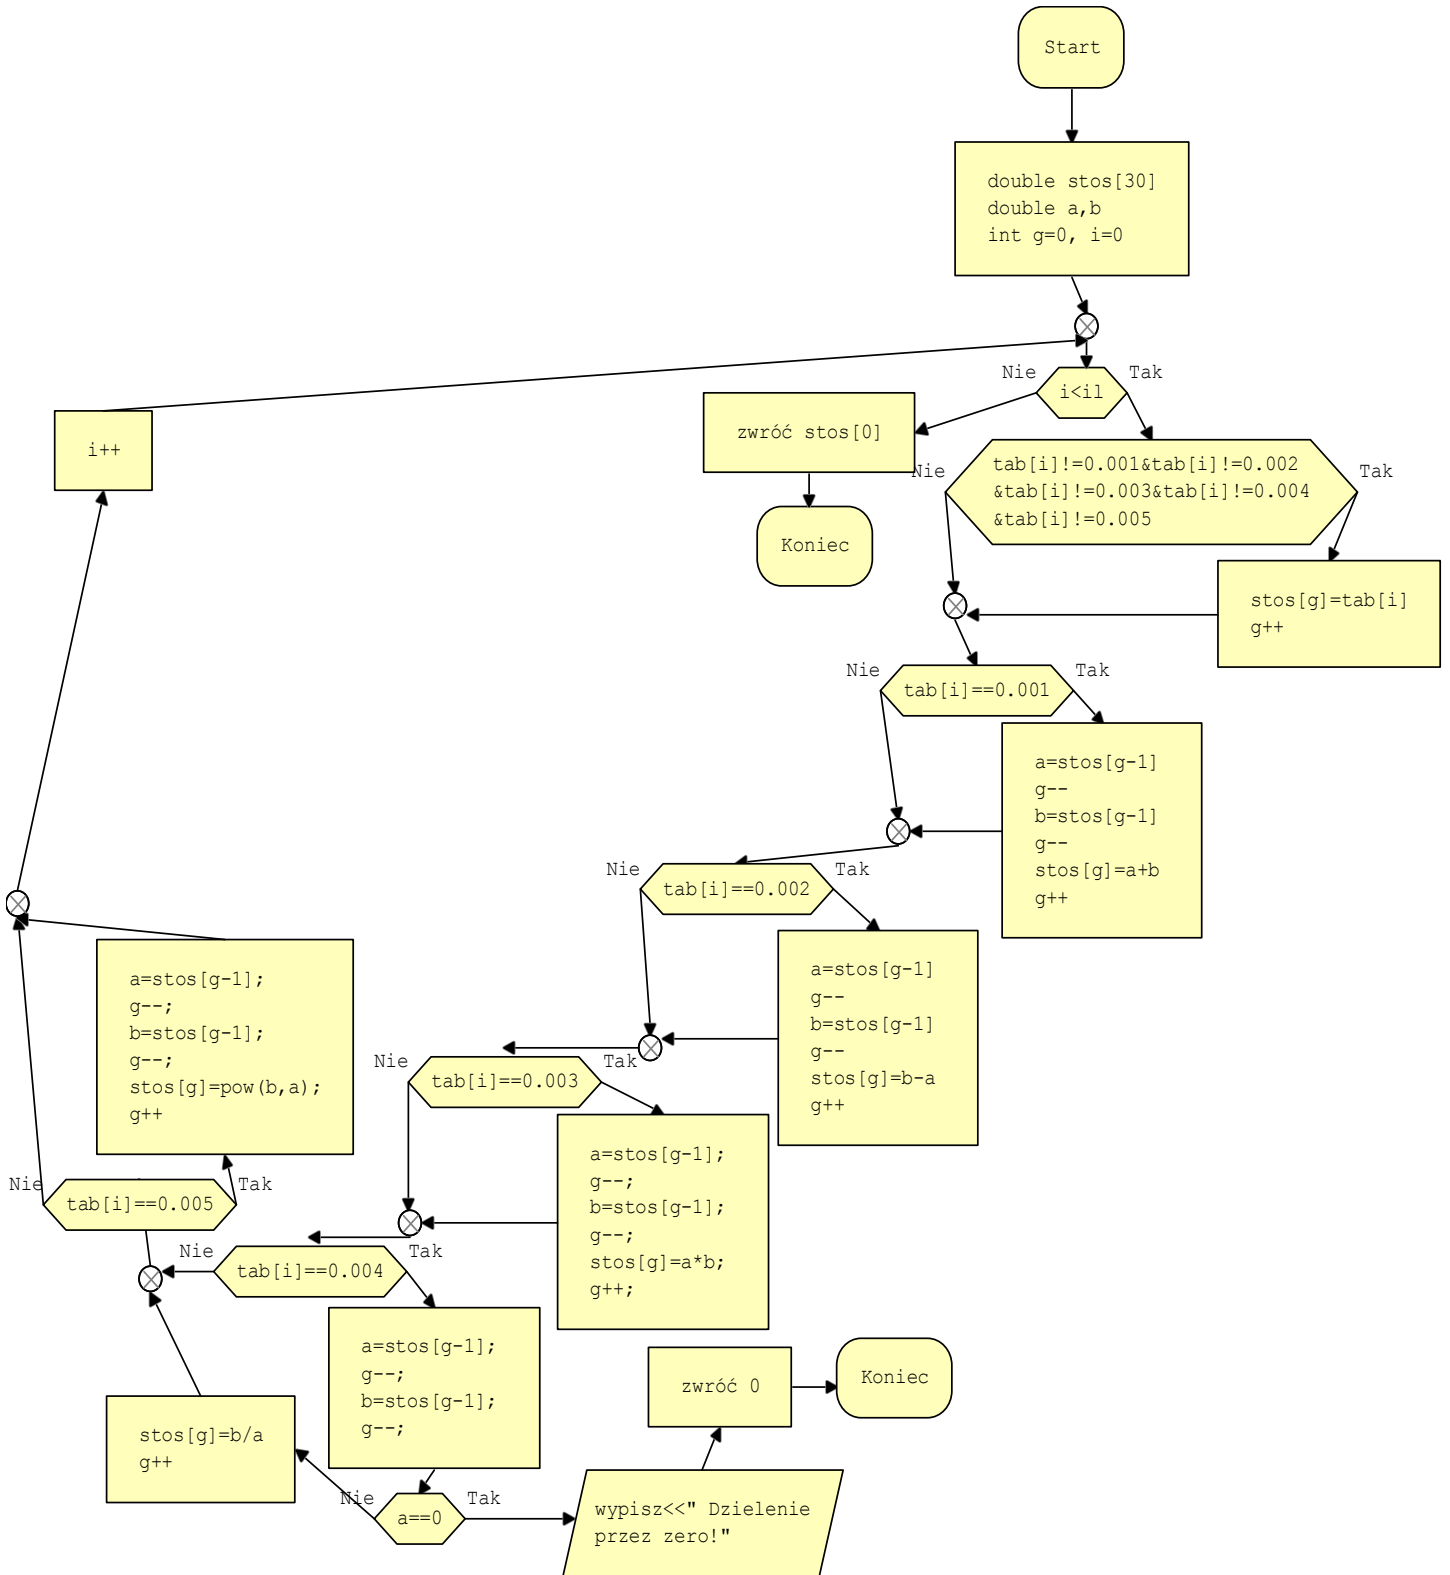 Start
double stos[30]
double a,b
int g=0, i=0
Nie
i<il
Tak
zwróć stos[0]
Koniec
i++
Nie
tab[i]!=0.001&tab[i]!=0.002
&tab[i]!=0.003&tab[i]!=0.004
&tab[i]!=0.005
Tak
stos[g]=tab[i]
g++
Nie
tab[i]==0.001
Tak
a=stos[g-1]
g--
b=stos[g-1]
g--
stos[g]=a+b
g++
Nie
tab[i]==0.002
Tak
a=stos[g-1]
g--
b=stos[g-1]
g--
stos[g]=b-a
g++
Nie
tab[i]==0.003
Tak
a=stos[g-1];
g--;
b=stos[g-1];
g--;
stos[g]=a*b;
g++;
Nie
tab[i]==0.004
Tak
a=stos[g-1];
g--;
b=stos[g-1];
g--;
Nie
a==0
Tak
stos[g]=b/a
g++
wypisz<<" Dzielenie
przez zero!"
zwróć 0
Koniec
Nie
tab[i]==0.005
Tak
a=stos[g-1];
g--;
b=stos[g-1];
g--;
stos[g]=pow(b,a);
g++